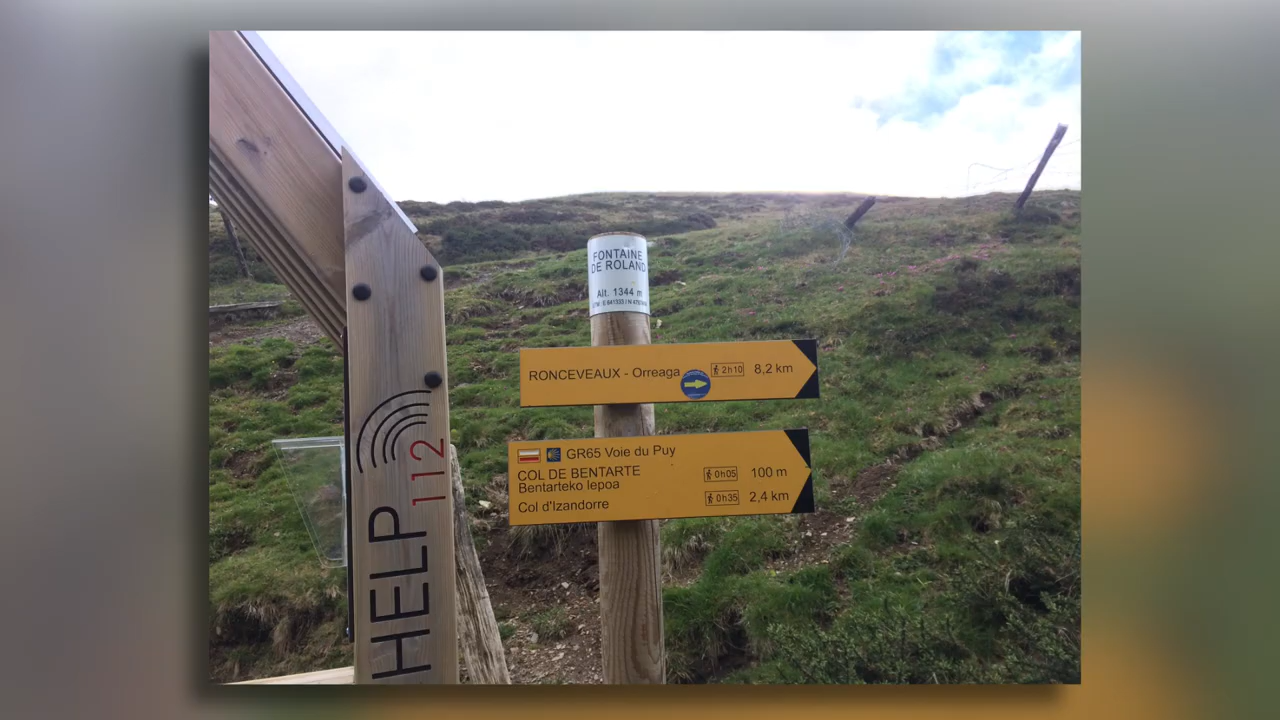 FONTAINE
DE ROLAND
Alt. 1344 m
RONCEVEAUX - Orreaga 2h10 8,2 km
GR65 Voie du Puy
COL DE BENTARTE 0h05 100 m
Bentarteko lepoa
Col d'Izandorre 0h35 2,4 km
HELP 112